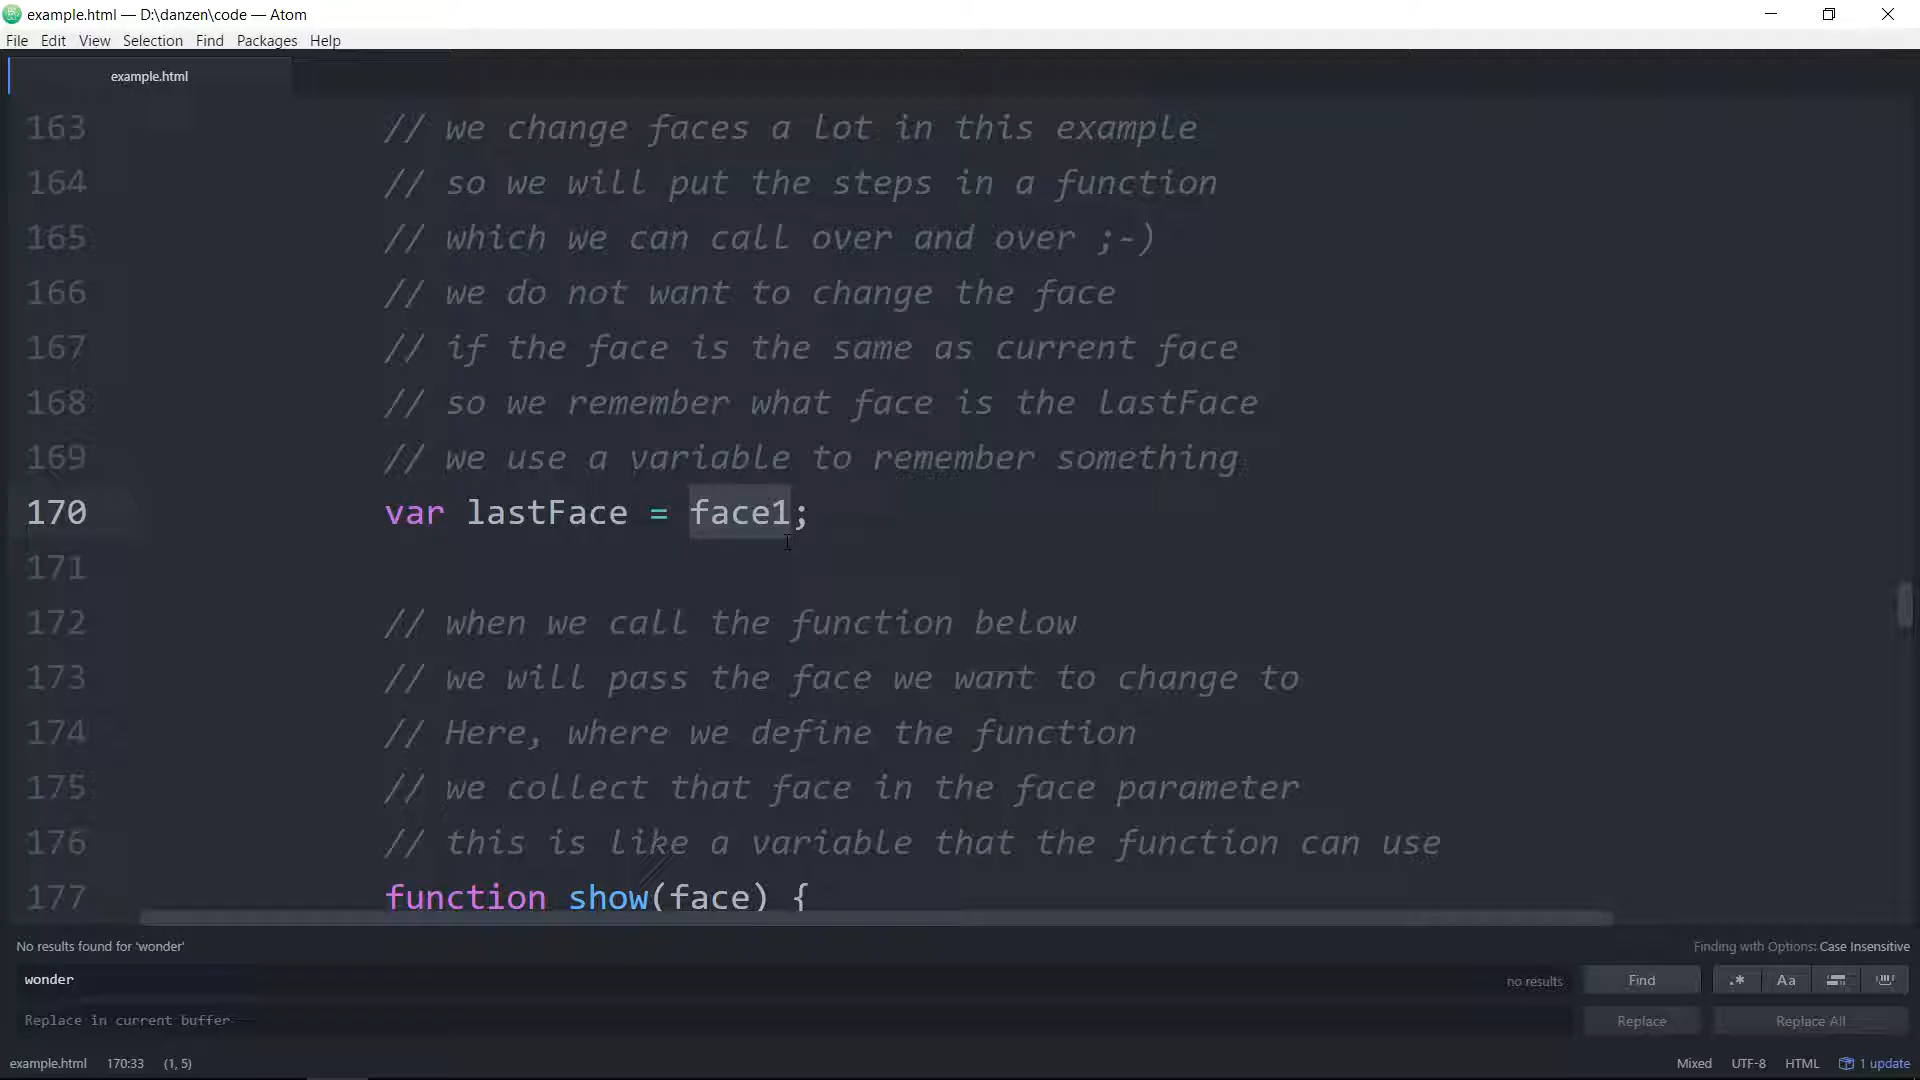 example.html — D:\danzen\code — Atom
File Edit View Selection Find Packages Help
example.html
163 // we change faces a lot in this example
164 // so we will put the steps in a function
165 // which we can call over and over ;-)
166 // we do not want to change the face
167 // if the face is the same as current face
168 // so we remember what face is the lastFace
169 // we use a variable to remember something
170 var lastFace = face1;
171
172 // when we call the function below
173 // we will pass the face we want to change to
174 // Here, where we define the function
175 // we collect that face in the face parameter
176 // this is like a variable that the function can use
177 function show(face) {
No results found for 'wonder' Finding with Options: Case Insensitive
wonder no results Find .* Aa
Replace in current buffer Replace Replace All
example.html 170:33 (1, 5) Mixed UTF-8 HTML 1 update